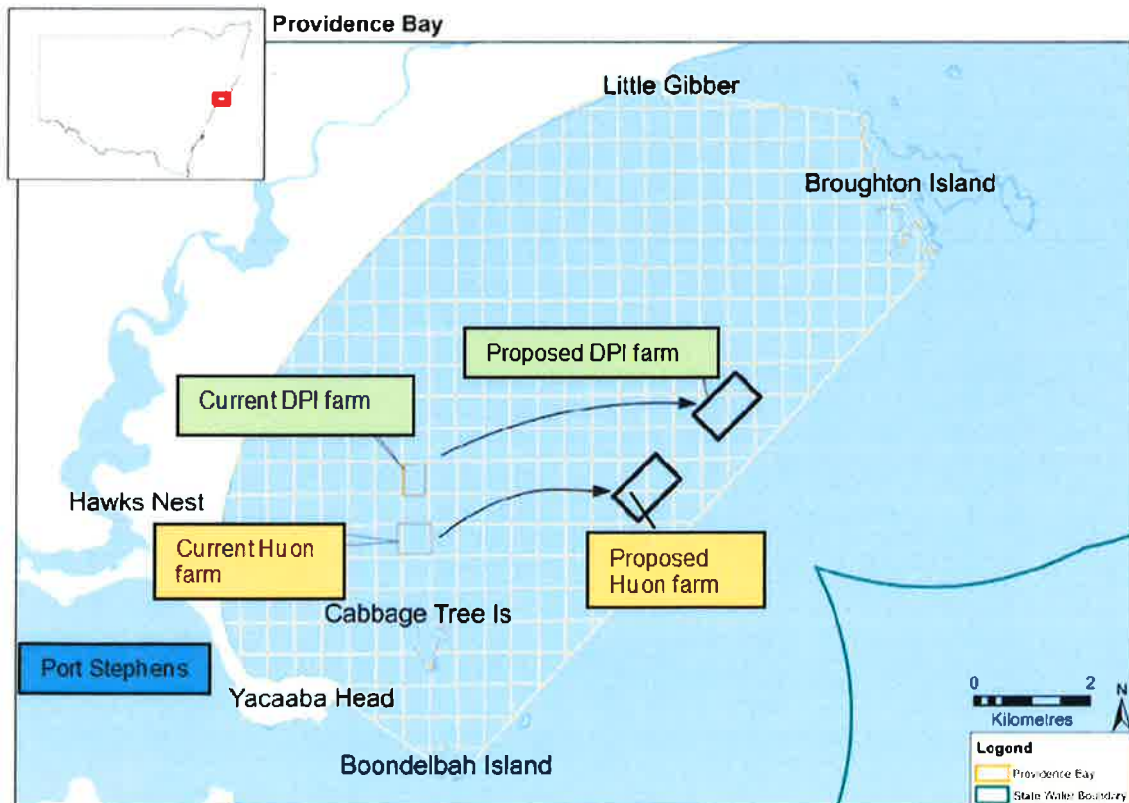 Providence Bay
Little Gibber
Broughton Island
Proposed DPI farm
Current DPI farm
Hawks Nest
Current Huon
farm
Proposed
Huon farm
Cabbage Tree Is
Port Stephens
Yacaaba Head
Boondelbah Island
0 2
Kilometres
N
Logond
Providence Bay
State Water Boundary